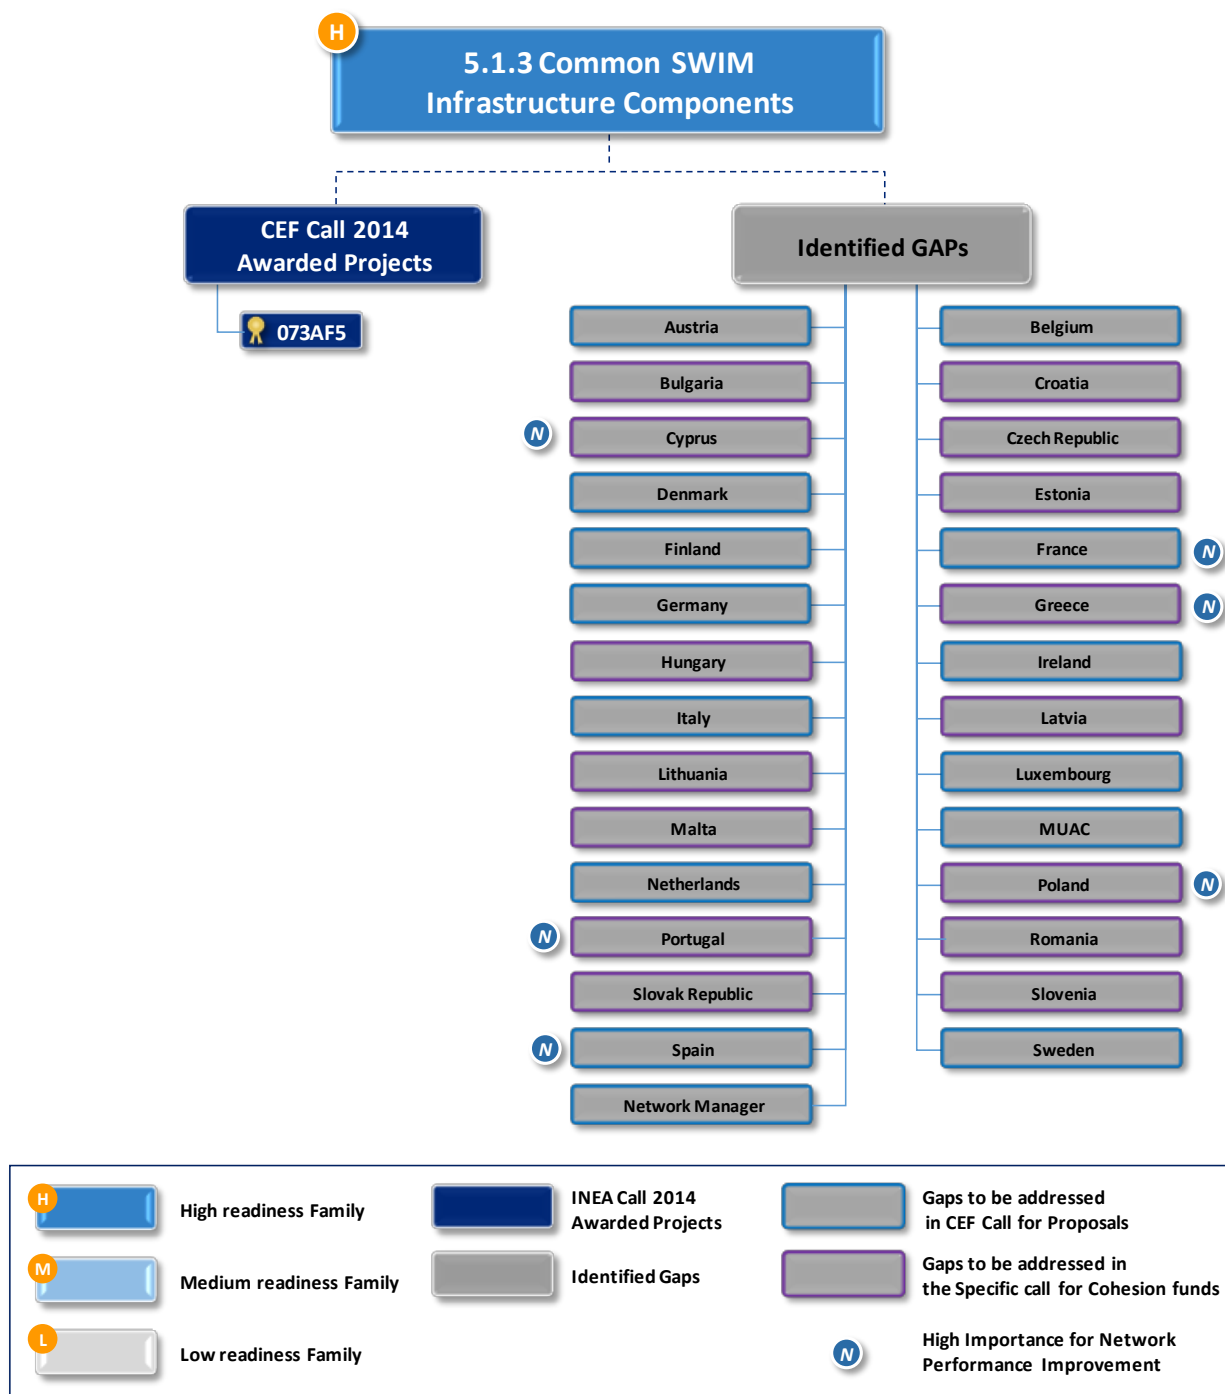 H
5.1.3 Common SWIM
Infrastructure Components
CEF Call 2014
Awarded Projects
073AF5
Identified GAPs
Austria
Belgium
Bulgaria
Croatia
N
Cyprus
Czech Republic
Denmark
Estonia
Finland
France
N
Germany
Greece
N
Hungary
Ireland
Italy
Latvia
Lithuania
Luxembourg
Malta
MUAC
Netherlands
Poland
N
N
Portugal
Romania
Slovak Republic
Slovenia
N
Spain
Sweden
Network Manager
H
High readiness Family
M
Medium readiness Family
L
Low readiness Family
INEA Call 2014
Awarded Projects
Identified Gaps
Gaps to be addressed
in CEF Call for Proposals
Gaps to be addressed in
the Specific call for Cohesion funds
N
High Importance for Network
Performance Improvement